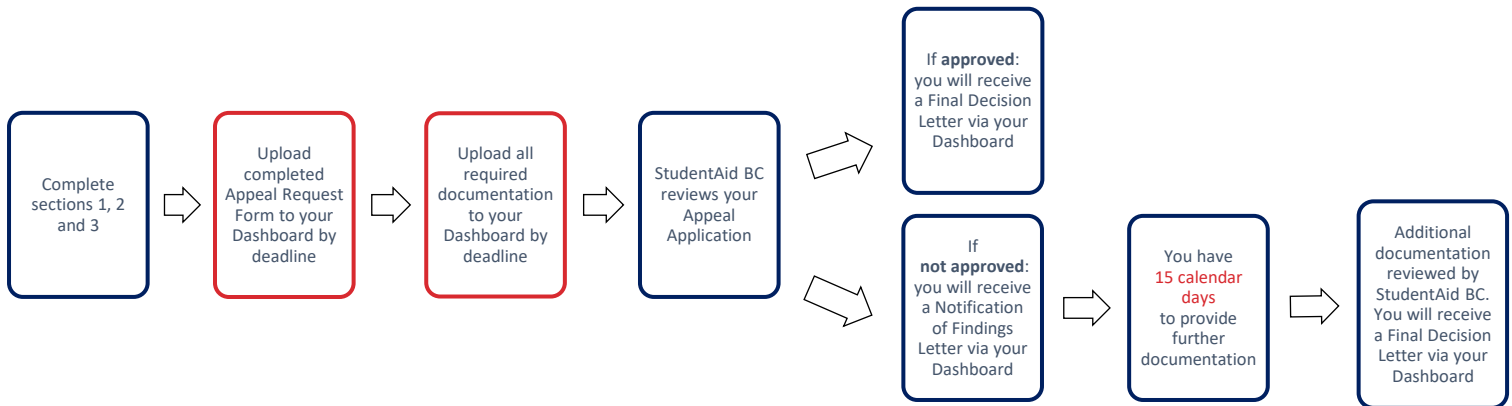 Complete
sections 1, 2
and 3
Upload
completed
Appeal Request
Form to your
Dashboard by
deadline
Upload all
required
documentation
to your
Dashboard by
deadline
StudentAid BC
reviews your
Appeal
Application
If approved:
you will receive
a Final Decision
Letter via your
Dashboard
If
not approved:
you will receive
a Notification
of Findings
Letter via your
Dashboard
You have
15 calendar
days
to provide
further
documentation
Additional
documentation
reviewed by
StudentAid BC.
You will receive
a Final Decision
Letter via your
Dashboard